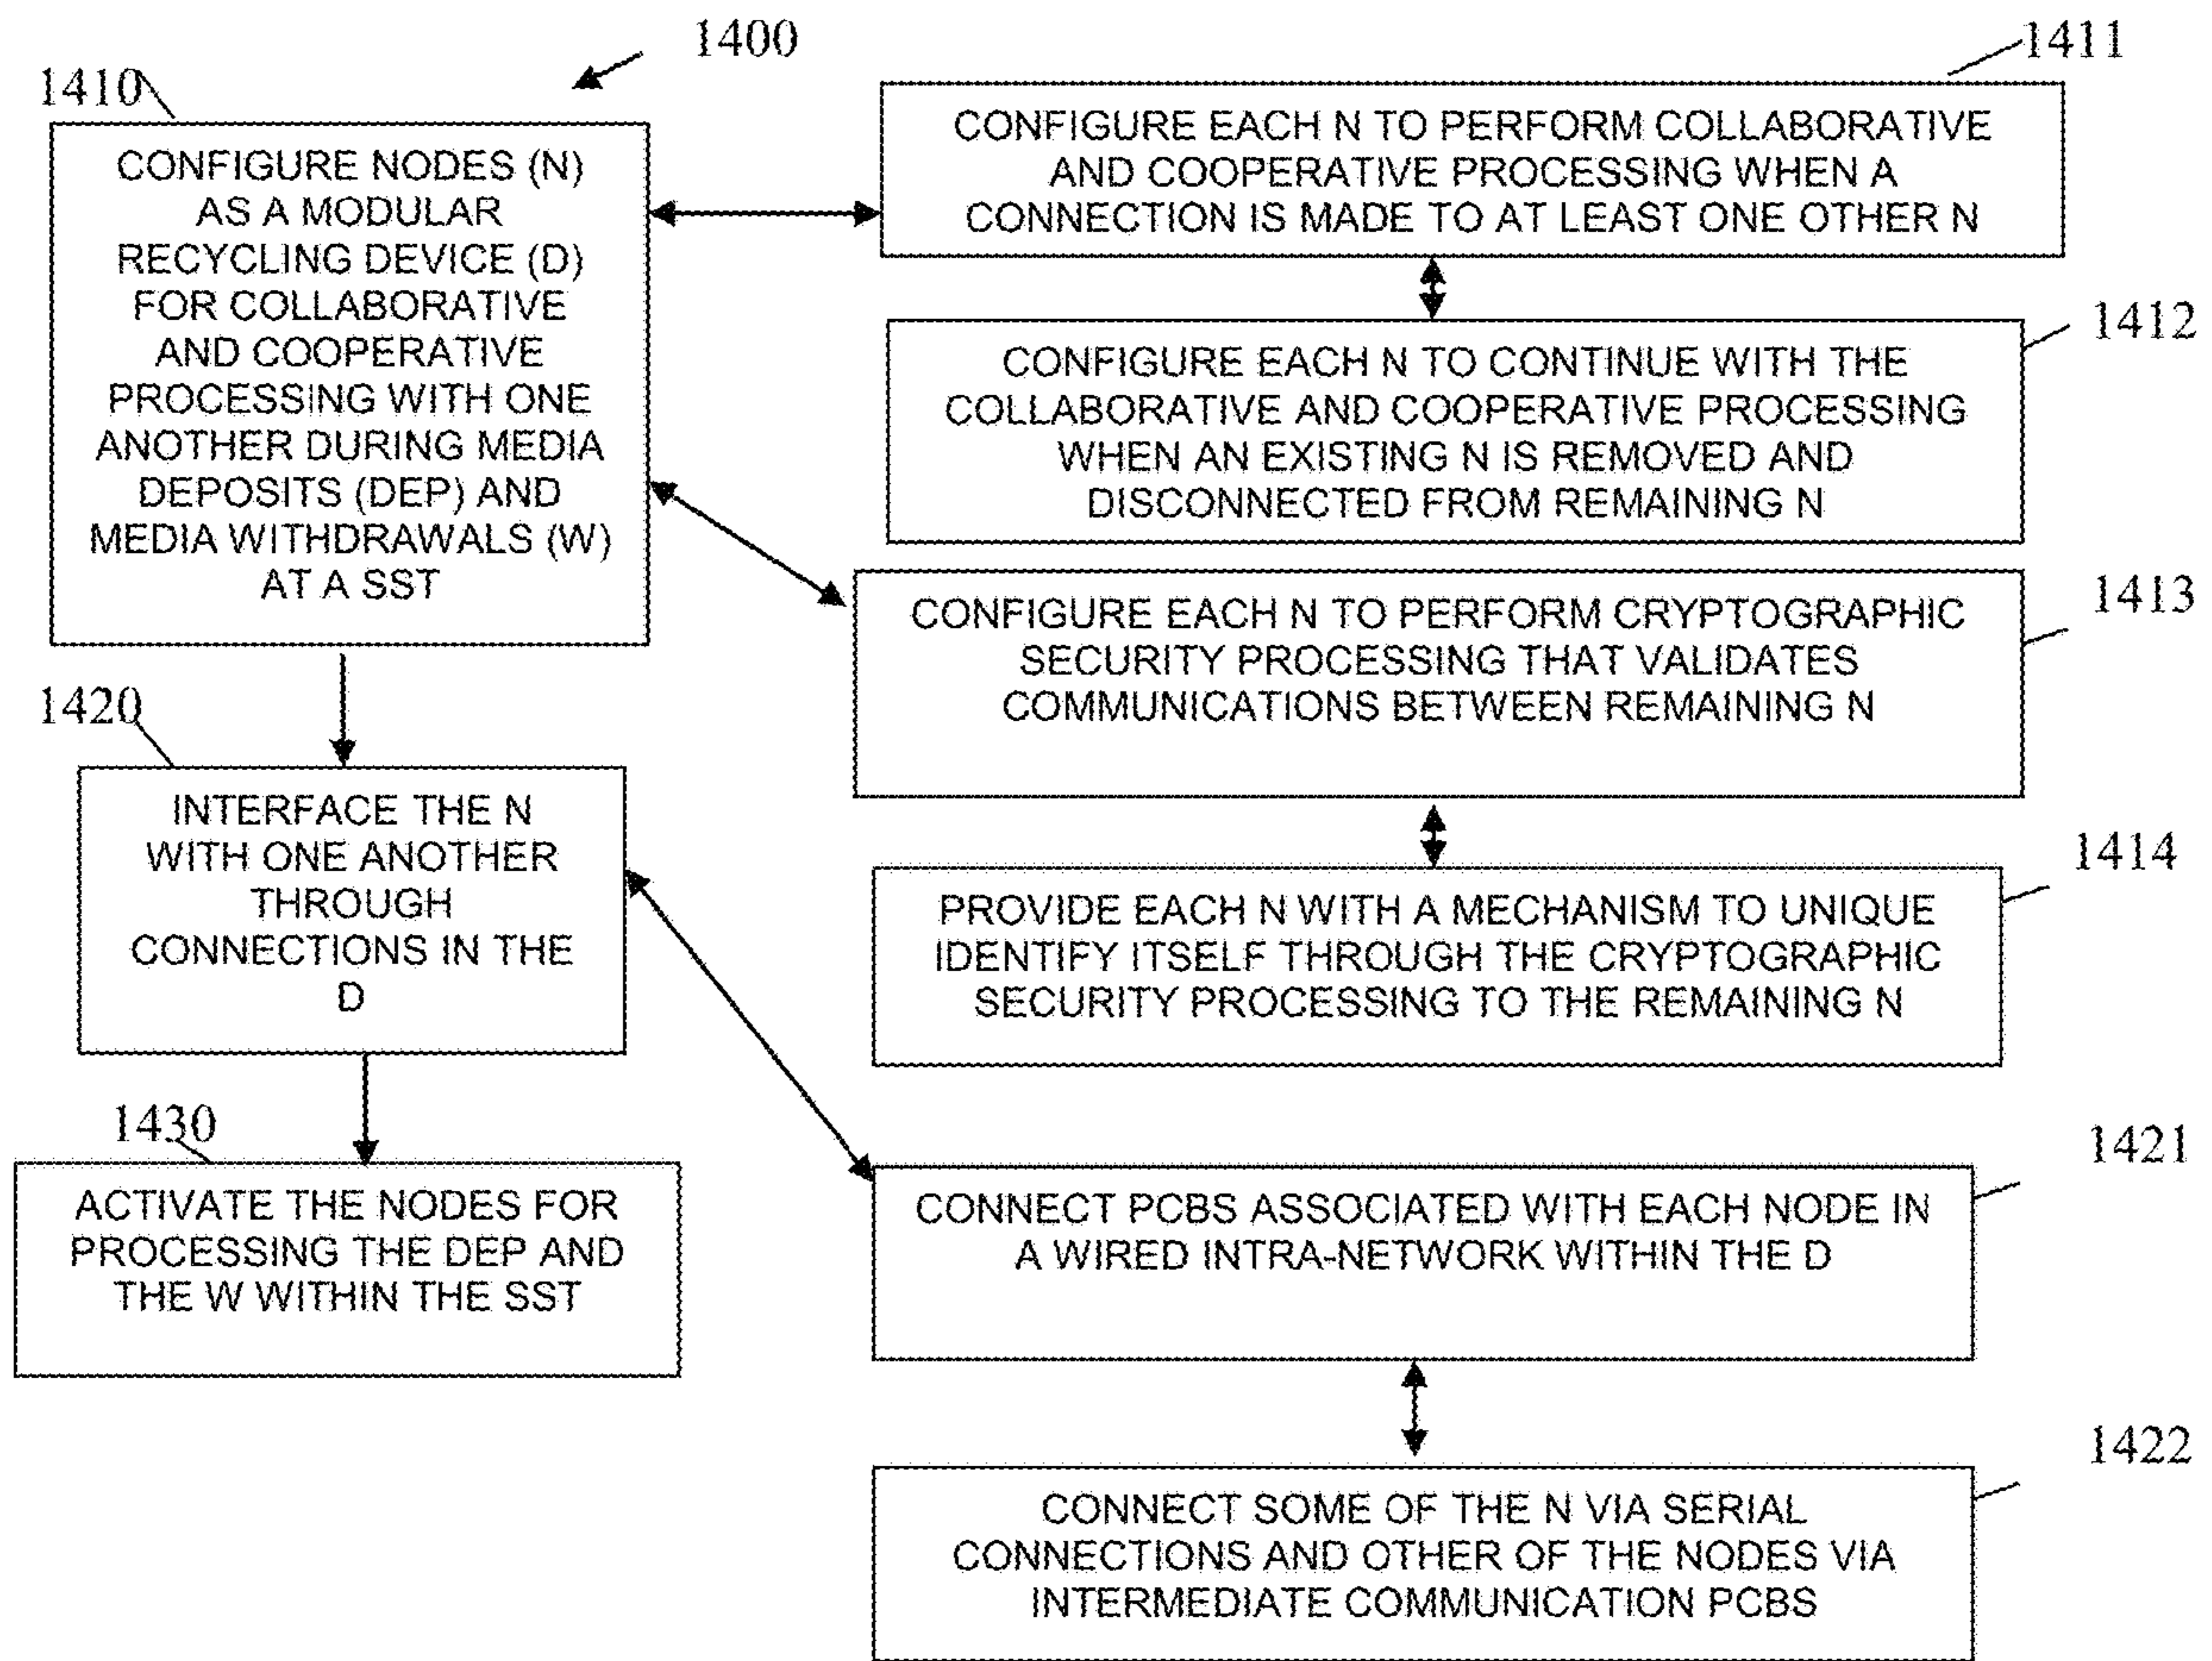 1400
1410
CONFIGURE NODES (N)
AS A MODULAR
RECYCLING DEVICE (D)
FOR COLLABORATIVE
AND COOPERATIVE
PROCESSING WITH ONE
ANOTHER DURING MEDIA
DEPOSITS (DEP) AND
MEDIA WITHDRAWALS (W)
AT A SST
1411
CONFIGURE EACH N TO PERFORM COLLABORATIVE
AND COOPERATIVE PROCESSING WHEN A
CONNECTION IS MADE TO AT LEAST ONE OTHER N
1412
CONFIGURE EACH N TO CONTINUE WITH THE
COLLABORATIVE AND COOPERATIVE PROCESSING
WHEN AN EXISTING N IS REMOVED AND
DISCONNECTED FROM REMAINING N
1413
CONFIGURE EACH N TO PERFORM CRYPTOGRAPHIC
SECURITY PROCESSING THAT VALIDATES
COMMUNICATIONS BETWEEN REMAINING N
1414
PROVIDE EACH N WITH A MECHANISM TO UNIQUE
IDENTIFY ITSELF THROUGH THE CRYPTOGRAPHIC
SECURITY PROCESSING TO THE REMAINING N
1420
INTERFACE THE N
WITH ONE ANOTHER
THROUGH
CONNECTIONS IN THE
D
1421
CONNECT PCBS ASSOCIATED WITH EACH NODE IN
A WIRED INTRA-NETWORK WITHIN THE D
1422
CONNECT SOME OF THE N VIA SERIAL
CONNECTIONS AND OTHER OF THE NODES VIA
INTERMEDIATE COMMUNICATION PCBS
1430
ACTIVATE THE NODES FOR
PROCESSING THE DEP AND
THE W WITHIN THE SST